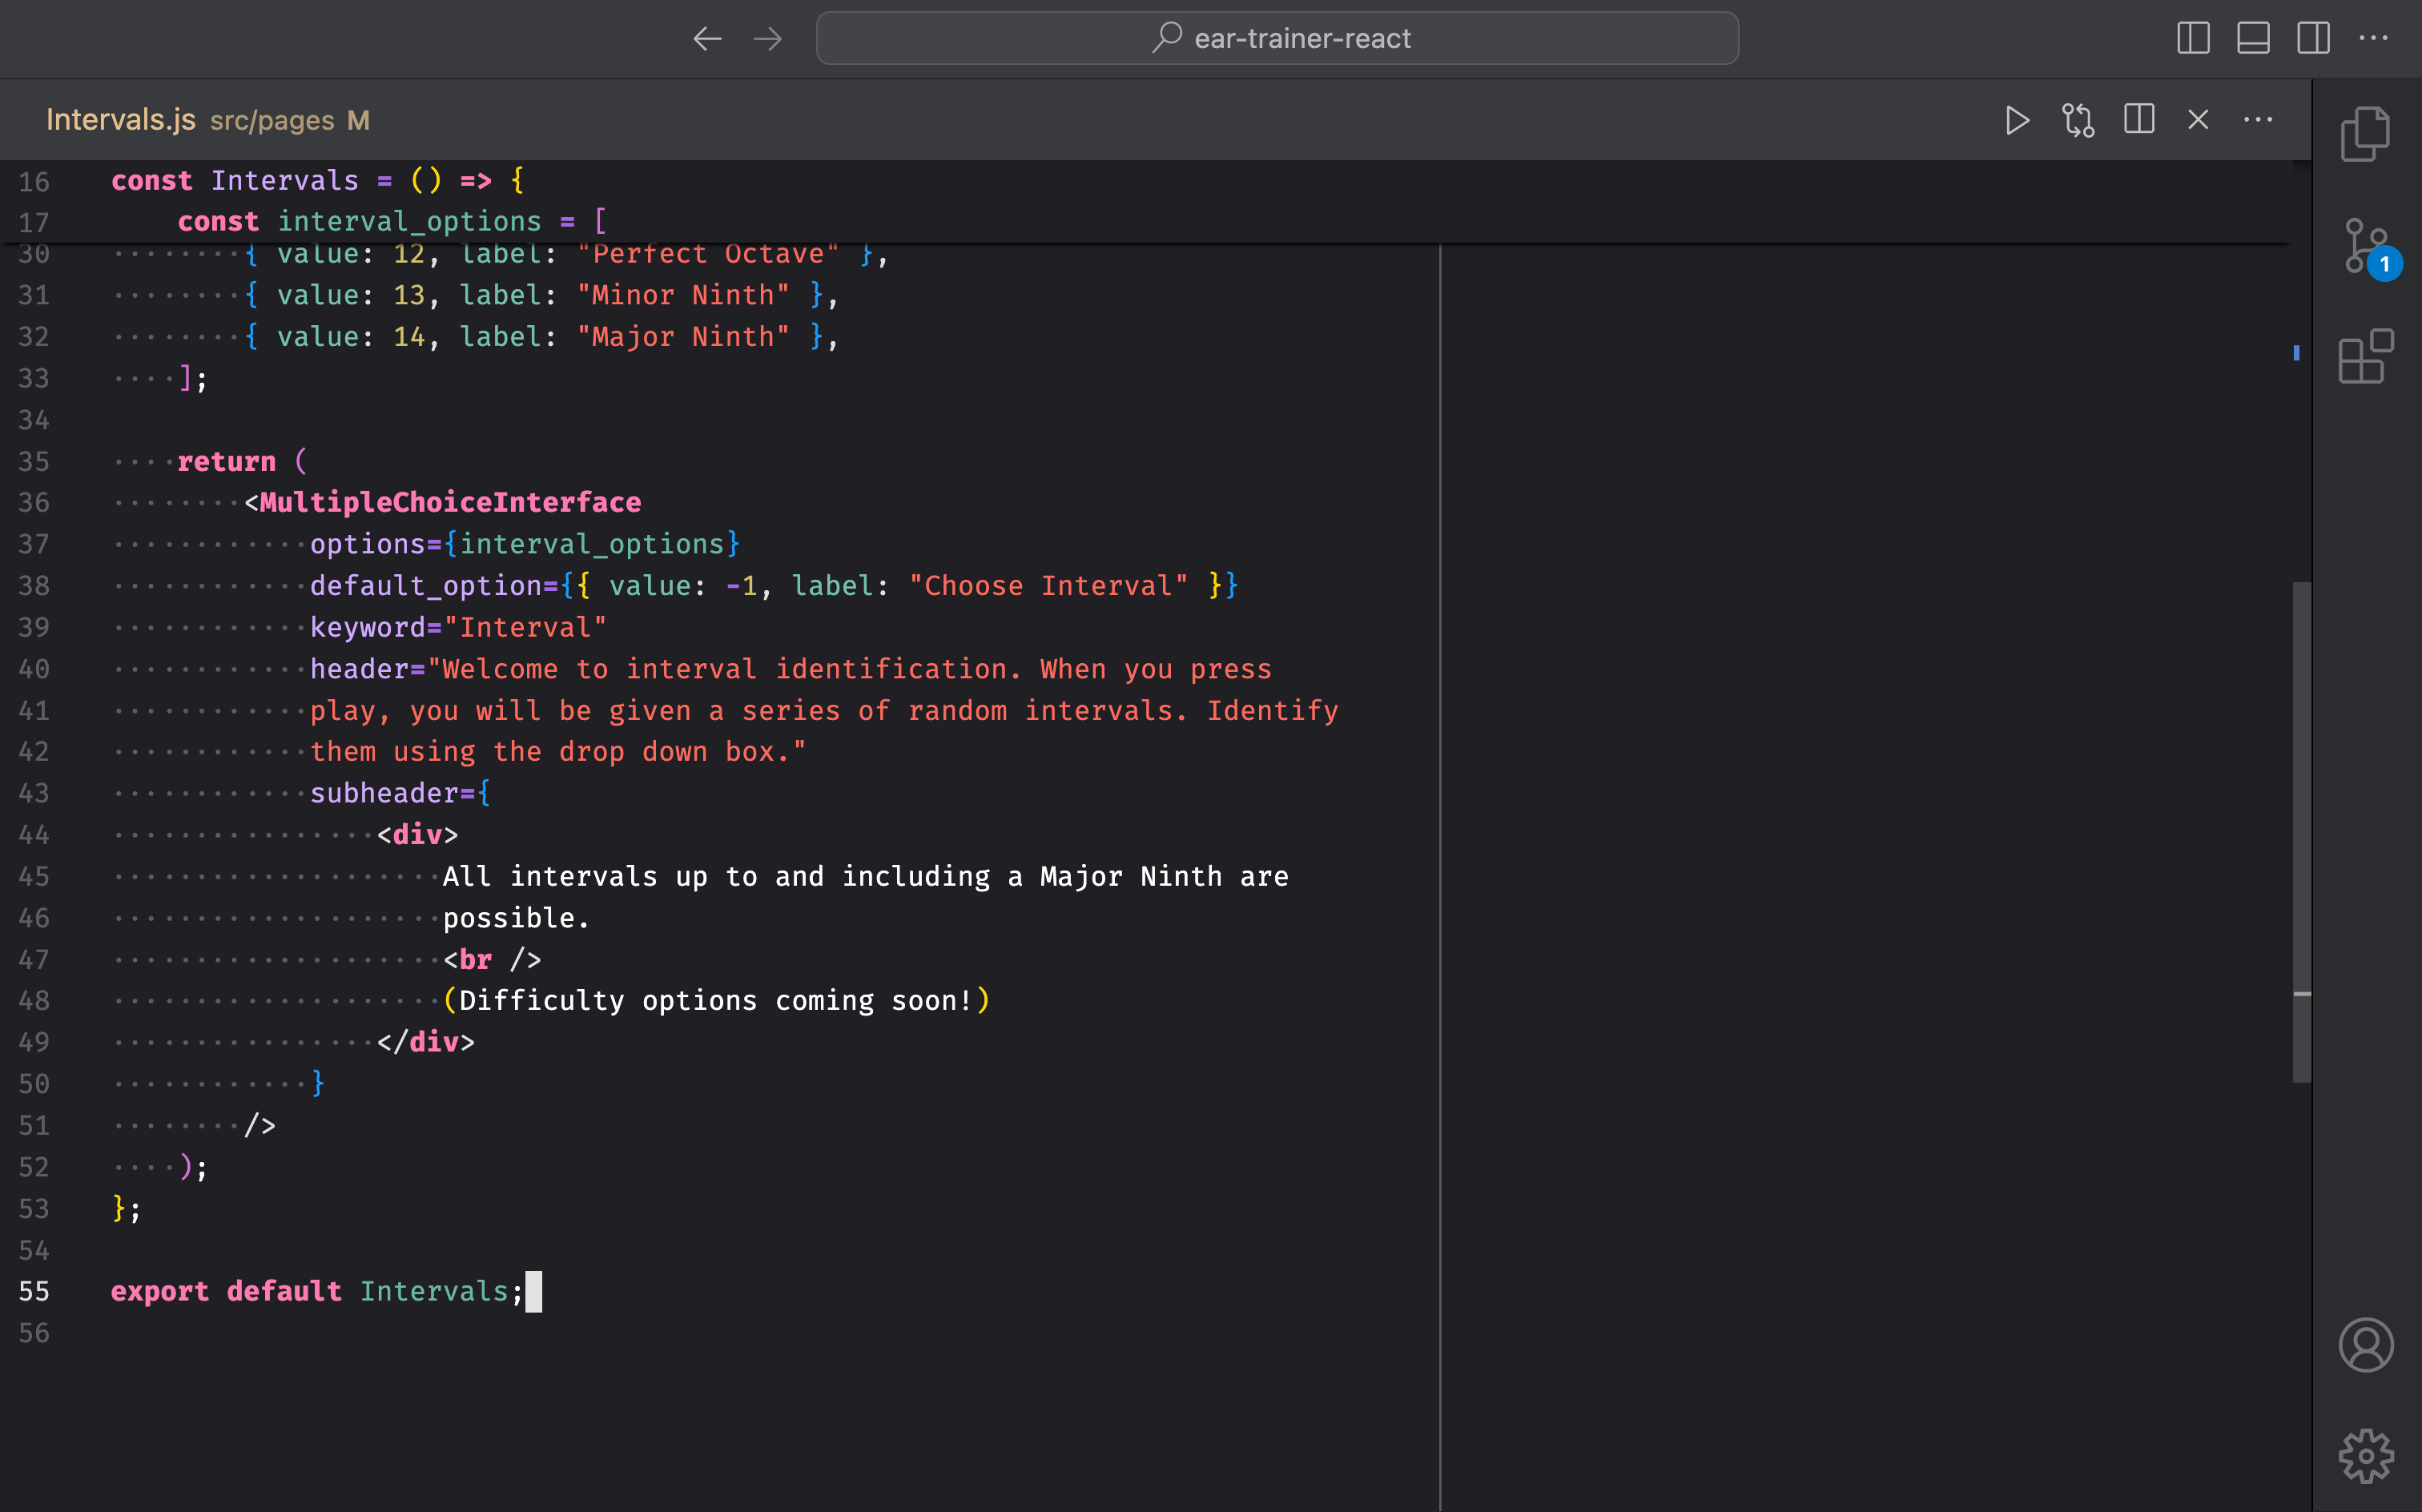 ear-trainer-react
Intervals.js src/pages M
16 const Intervals = () => {
17     const interval_options = [
30         { value: 12, label: "Perfect Octave" },
31         { value: 13, label: "Minor Ninth" },
32         { value: 14, label: "Major Ninth" },
33     ];
34
35     return (
36         <MultipleChoiceInterface
37             options={interval_options}
38             default_option={{ value: -1, label: "Choose Interval" }}
39             keyword="Interval"
40             header="Welcome to interval identification. When you press
41             play, you will be given a series of random intervals. Identify
42             them using the drop down box."
43             subheader={
44                 <div>
45                     All intervals up to and including a Major Ninth are
46                     possible.
47                     <br />
48                     (Difficulty options coming soon!)
49                 </div>
50             }
51         />
52     );
53 };
54
55 export default Intervals;
56
1